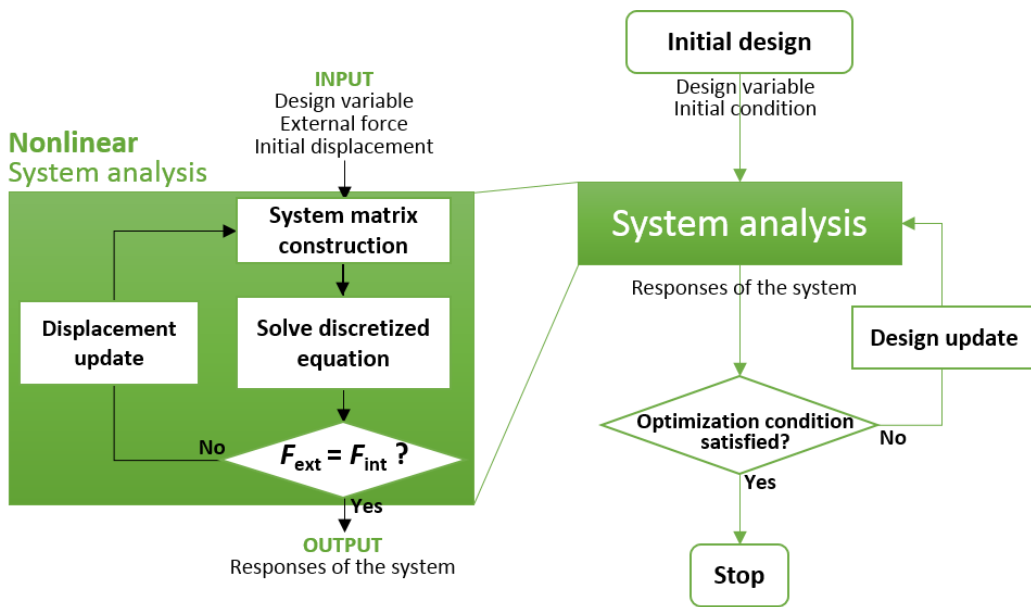 Nonlinear
System analysis
INPUT
Design variable
External force
Initial displacement
System matrix
construction
Solve discretized
equation
Displacement
update
No
Fext = Fint ?
Yes
OUTPUT
Responses of the system
Initial design
Design variable
Initial condition
System analysis
Responses of the system
Design update
Optimization condition
satisfied?
No
Yes
Stop